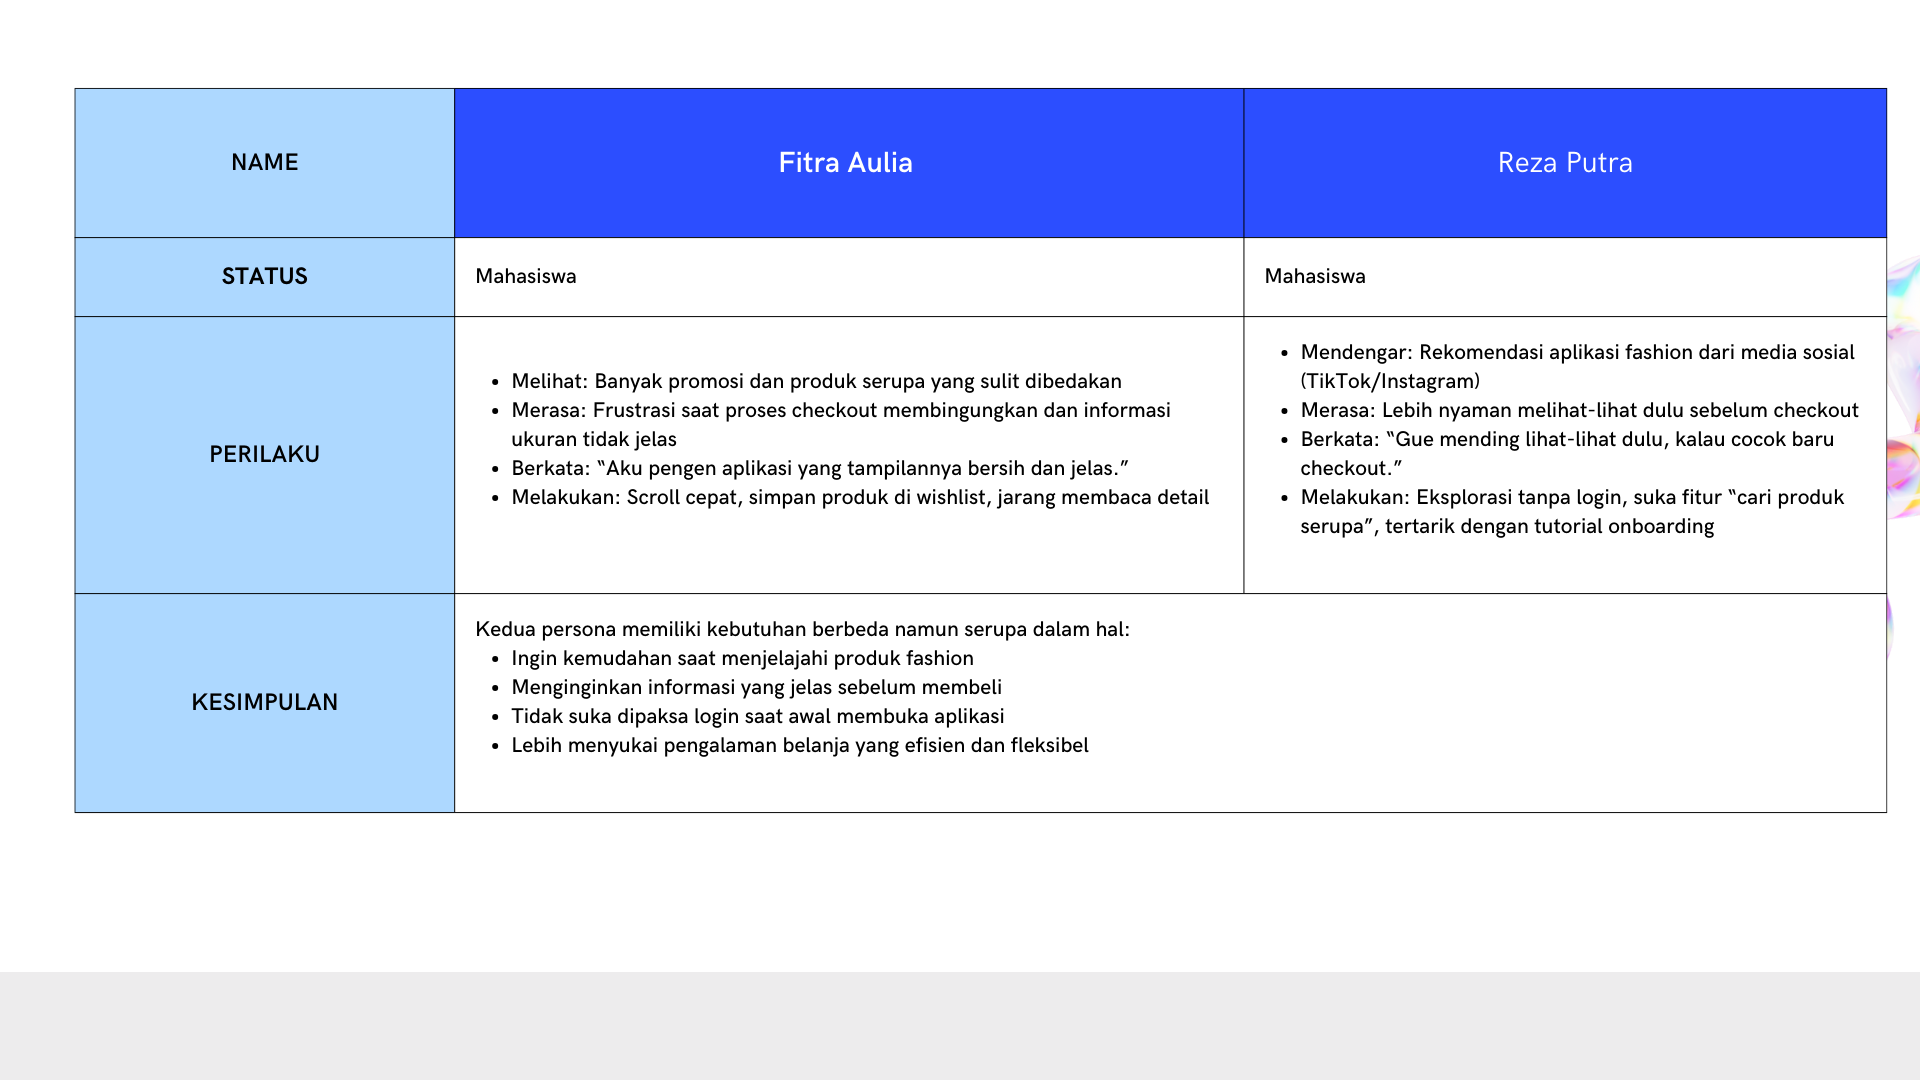 NAME
Fitra Aulia
Reza Putra
STATUS
Mahasiswa
Mahasiswa
PERILAKU
• Melihat: Banyak promosi dan produk serupa yang sulit dibedakan
• Merasa: Frustrasi saat proses checkout membingungkan dan informasi
ukuran tidak jelas
• Berkata: “Aku pengen aplikasi yang tampilannya bersih dan jelas.”
• Melakukan: Scroll cepat, simpan produk di wishlist, jarang membaca detail
• Mendengar: Rekomendasi aplikasi fashion dari media sosial
(TikTok/Instagram)
• Merasa: Lebih nyaman melihat-lihat dulu sebelum checkout
• Berkata: “Gue mending lihat-lihat dulu, kalau cocok baru
checkout.”
• Melakukan: Eksplorasi tanpa login, suka fitur “cari produk
serupa”, tertarik dengan tutorial onboarding
KESIMPULAN
Kedua persona memiliki kebutuhan berbeda namun serupa dalam hal:
• Ingin kemudahan saat menjelajahi produk fashion
• Menginginkan informasi yang jelas sebelum membeli
• Tidak suka dipaksa login saat awal membuka aplikasi
• Lebih menyukai pengalaman belanja yang efisien dan fleksibel